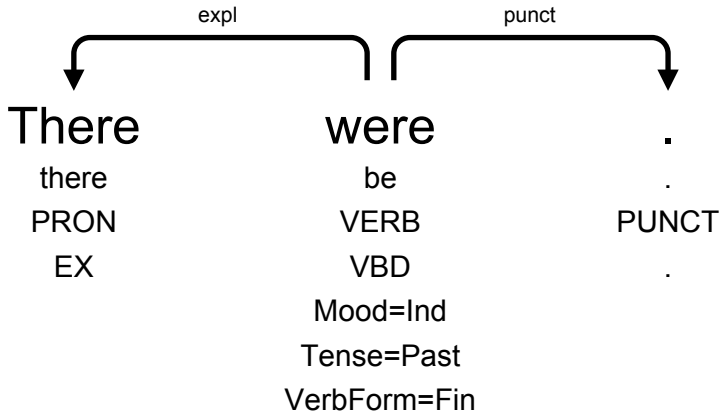 expl punct
There were .
there be .
PRON VERB PUNCT
EX VBD .
Mood=Ind
Tense=Past
VerbForm=Fin